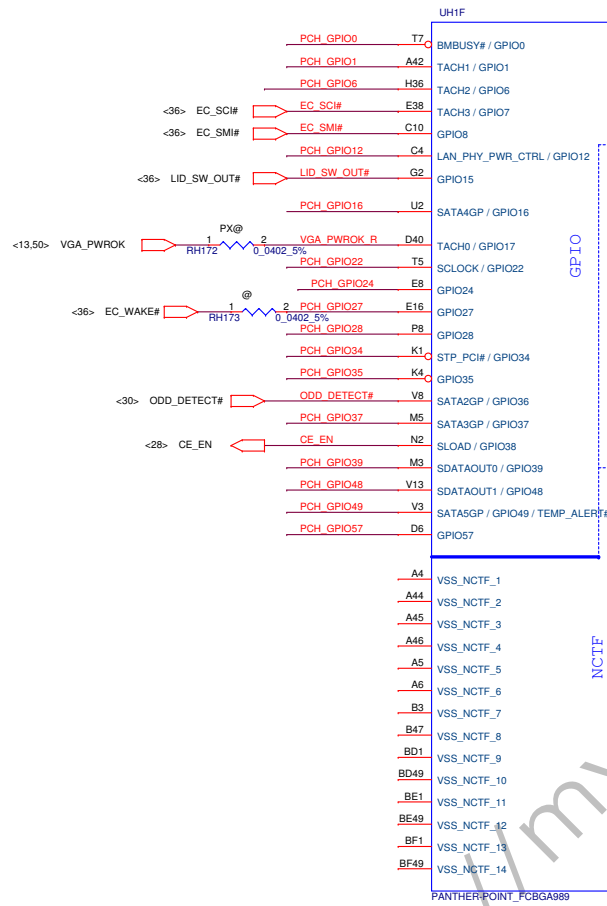 UH1F
PCH_GPIO0 T7 BMBUSY# / GPIO0
PCH_GPIO1 A42 TACH1 / GPIO1
PCH_GPIO6 H36 TACH2 / GPIO6
<36> EC_SCI# EC_SCI# E38 TACH3 / GPIO7
<36> EC_SMI# EC_SMI# C10 GPIO8
PCH_GPIO12 C4 LAN_PHY_PWR_CTRL / GPIO12
<36> LID_SW_OUT# LID_SW_OUT# G2 GPIO15
PCH_GPIO16 U2 SATA4GP / GPIO16
PX@
<13,50> VGA_PWROK 1 2 VGA_PWROK_R D40 TACH0 / GPIO17
RH172 0_0402_5%
PCH_GPIO22 T5 SCLOCK / GPIO22
GPIO
PCH_GPIO24 E8 GPIO24
@
<36> EC_WAKE# 1 2 PCH_GPIO27 E16 GPIO27
RH173 0_0402_5%
PCH_GPIO28 P8 GPIO28
PCH_GPIO34 K1 STP_PCI# / GPIO34
PCH_GPIO35 K4 GPIO35
<30> ODD_DETECT# ODD_DETECT# V8 SATA2GP / GPIO36
PCH_GPIO37 M5 SATA3GP / GPIO37
<28> CE_EN CE_EN N2 SLOAD / GPIO38
PCH_GPIO39 M3 SDATAOUT0 / GPIO39
PCH_GPIO48 V13 SDATAOUT1 / GPIO48
PCH_GPIO49 V3 SATA5GP / GPIO49 / TEMP_ALERT#
PCH_GPIO57 D6 GPIO57
A4 VSS_NCTF_1
A44 VSS_NCTF_2
A45 VSS_NCTF_3
A46 VSS_NCTF_4
NCTF
A5 VSS_NCTF_5
A6 VSS_NCTF_6
B3 VSS_NCTF_7
B47 VSS_NCTF_8
BD1 VSS_NCTF_9
BD49 VSS_NCTF_10
BE1 VSS_NCTF_11
BE49 VSS_NCTF_12
BF1 VSS_NCTF_13
BF49 VSS_NCTF_14
PANTHER-POINT_FCBGA989